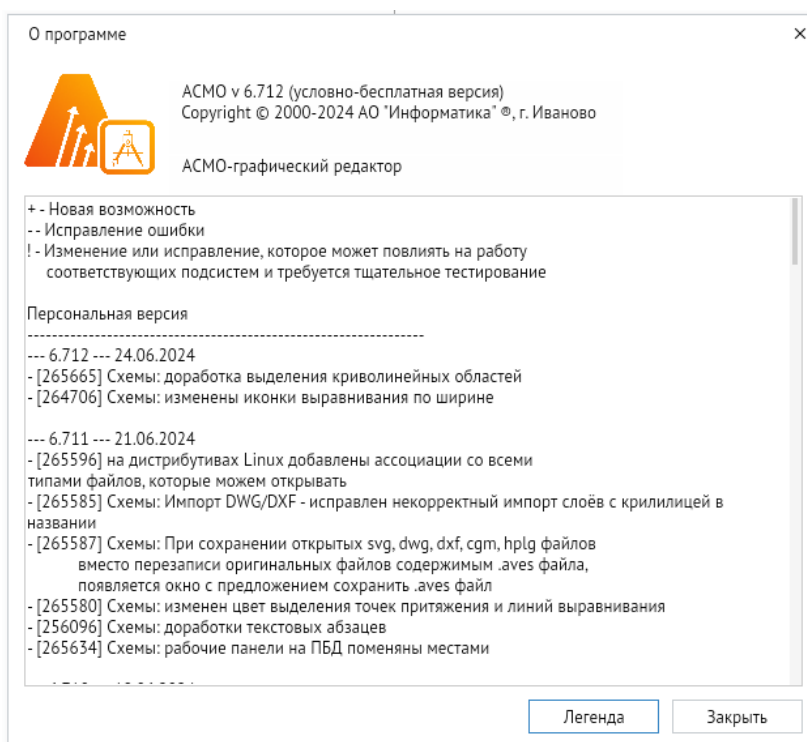 О программе
АСМО v 6.712 (условно-бесплатная версия)
Copyright © 2000-2024 АО "Информатика" ®, г. Иваново
АСМО-графический редактор
+ - Новая возможность
- - Исправление ошибки
! - Изменение или исправление, которое может повлиять на работу
соответствующих подсистем и требуется тщательное тестирование
Персональная версия
-----------------------------------------------------------------
--- 6.712 --- 24.06.2024
- [265665] Схемы: доработка выделения криволинейных областей
- [264706] Схемы: изменены иконки выравнивания по ширине
--- 6.711 --- 21.06.2024
- [265596] на дистрибутивах Linux добавлены ассоциации со всеми
типами файлов, которые можем открывать
- [265585] Схемы: Импорт DWG/DXF - исправлен некорректный импорт слоёв с крилилицей в
названии
- [265587] Схемы: При сохранении открытых svg, dwg, dxf, cgm, hplg файлов
вместо перезаписи оригинальных файлов содержимым .aves файла,
появляется окно с предложением сохранить .aves файл
- [265580] Схемы: изменен цвет выделения точек притяжения и линий выравнивания
- [256096] Схемы: доработки текстовых абзацев
- [265634] Схемы: рабочие панели на ПБД поменяны местами
Легенда
Закрыть